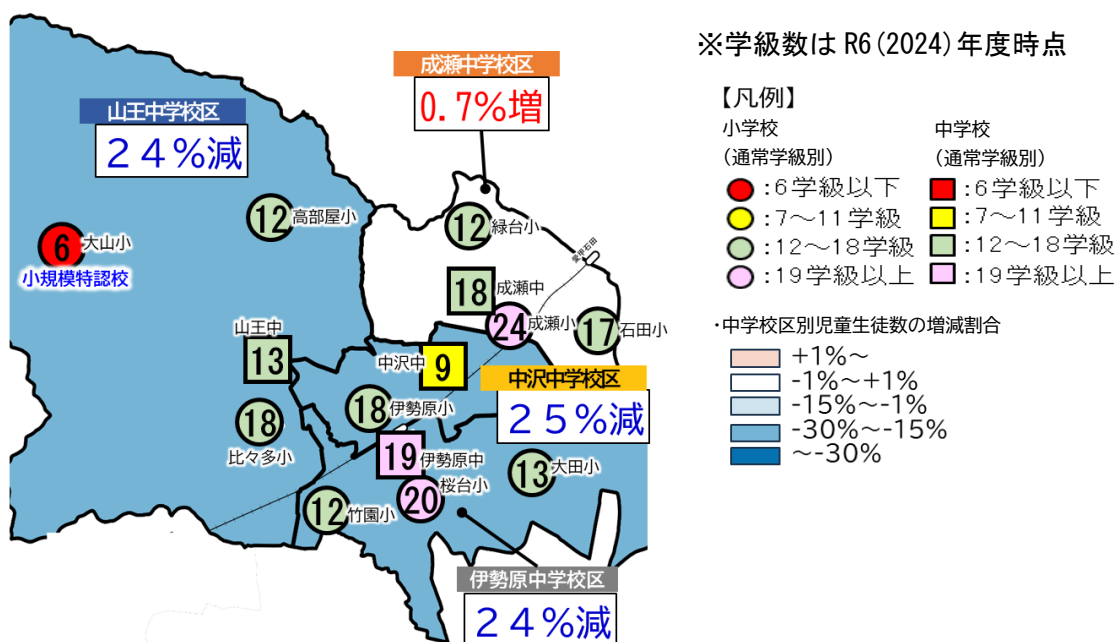 ※学級数は R6(2024)年度時点
成瀬中学校区
0.7%増
山王中学校区
24%減
【凡例】
小学校
(通常学級別)
:6学級以下
:7～11学級
:12～18学級
:19学級以上
中学校
(通常学級別)
:6学級以下
:7～11学級
:12～18学級
:19学級以上
・中学校区別児童生徒数の増減割合
+1%～
-1%～+1%
-15%～-1%
-30%～-15%
～-30%
12 高部屋小
12 緑台小
6 大山小
小規模特認校
愛甲石田
18 成瀬中
24 成瀬小
17 石田小
山王中
13
中沢中 9
中沢中学校区
25%減
18 伊勢原小
18
比々多小
19 伊勢原中
13 大田小
20 桜台小
12 竹園小
伊勢原中学校区
24%減